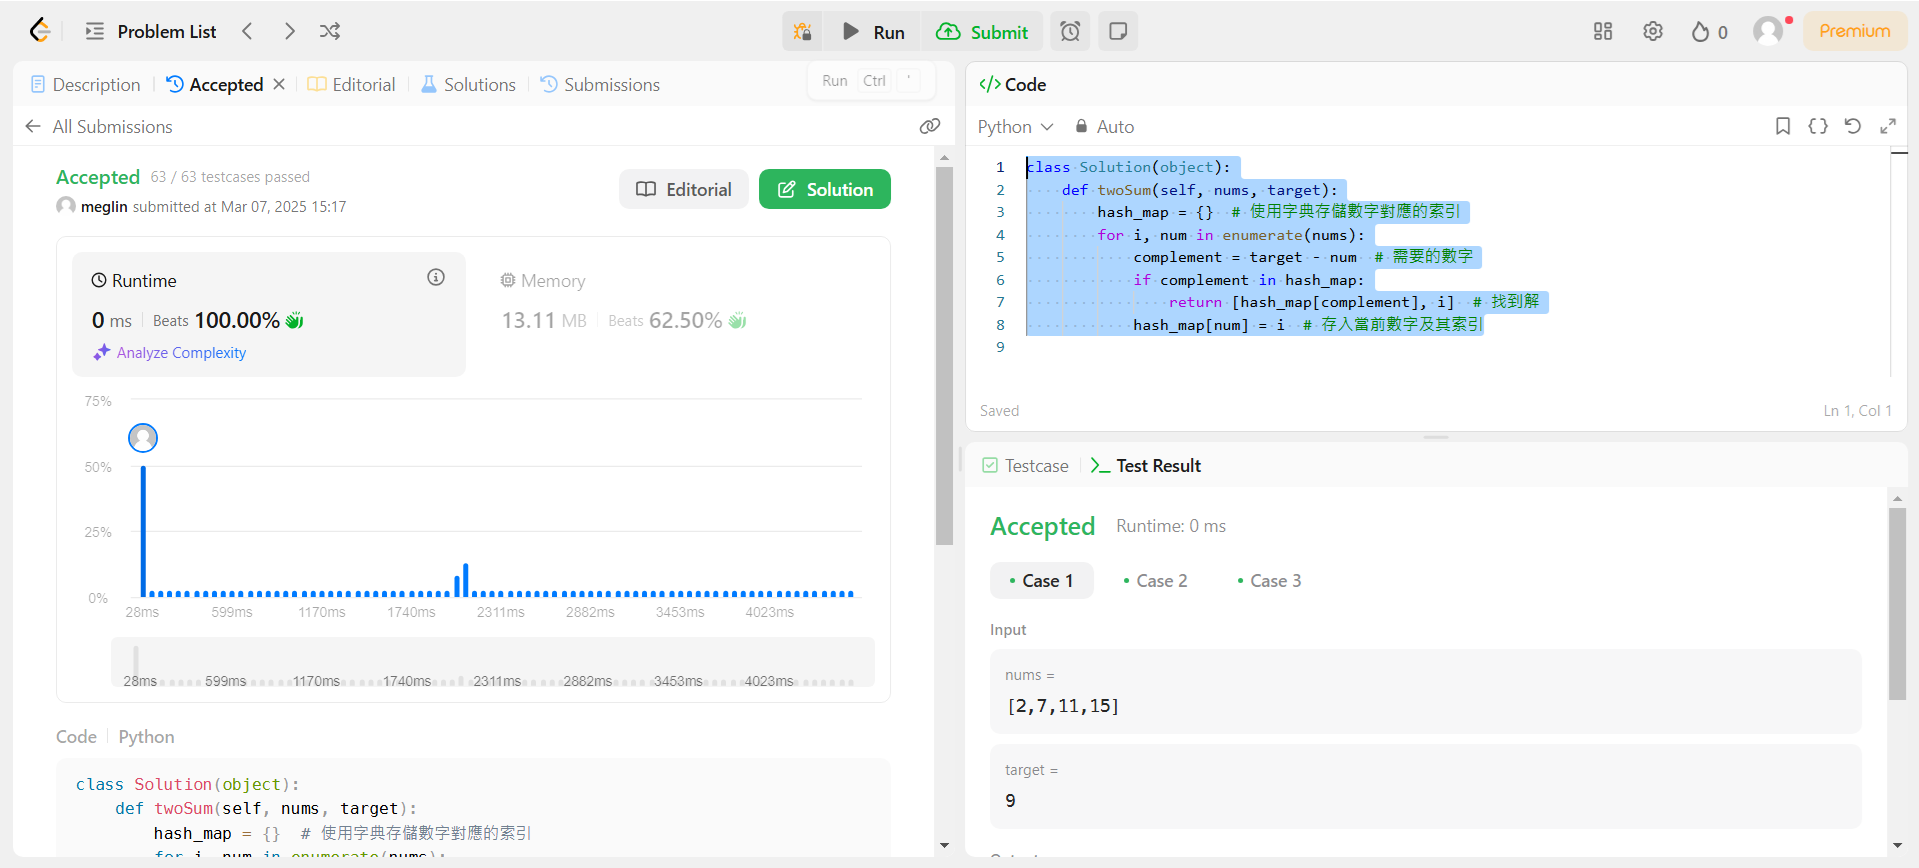 Problem List
Run
Submit
0
Premium
Description
Accepted
Editorial
Solutions
Submissions
Run Ctrl '
All Submissions
Accepted 63 / 63 testcases passed
meglin submitted at Mar 07, 2025 15:17
Editorial
Solution
Runtime
0 ms Beats 100.00%
Analyze Complexity
Memory
13.11 MB Beats 62.50%
75%
50%
25%
0%
28ms 599ms 1170ms 1740ms 2311ms 2882ms 3453ms 4023ms
28ms 599ms 1170ms 1740ms 2311ms 2882ms 3453ms 4023ms
Code Python
class Solution(object):
    def twoSum(self, nums, target):
        hash_map = {}  # 使用字典存儲數字對應的索引
        for i, num in enumerate(nums):
</> Code
Python Auto
1 class Solution(object):
2     def twoSum(self, nums, target):
3         hash_map = {}  # 使用字典存儲數字對應的索引
4         for i, num in enumerate(nums):
5             complement = target - num  # 需要的數字
6             if complement in hash_map:
7                 return [hash_map[complement], i]  # 找到解
8             hash_map[num] = i  # 存入當前數字及其索引
9
Saved
Ln 1, Col 1
Testcase
Test Result
Accepted Runtime: 0 ms
Case 1 Case 2 Case 3
Input
nums =
[2,7,11,15]
target =
9